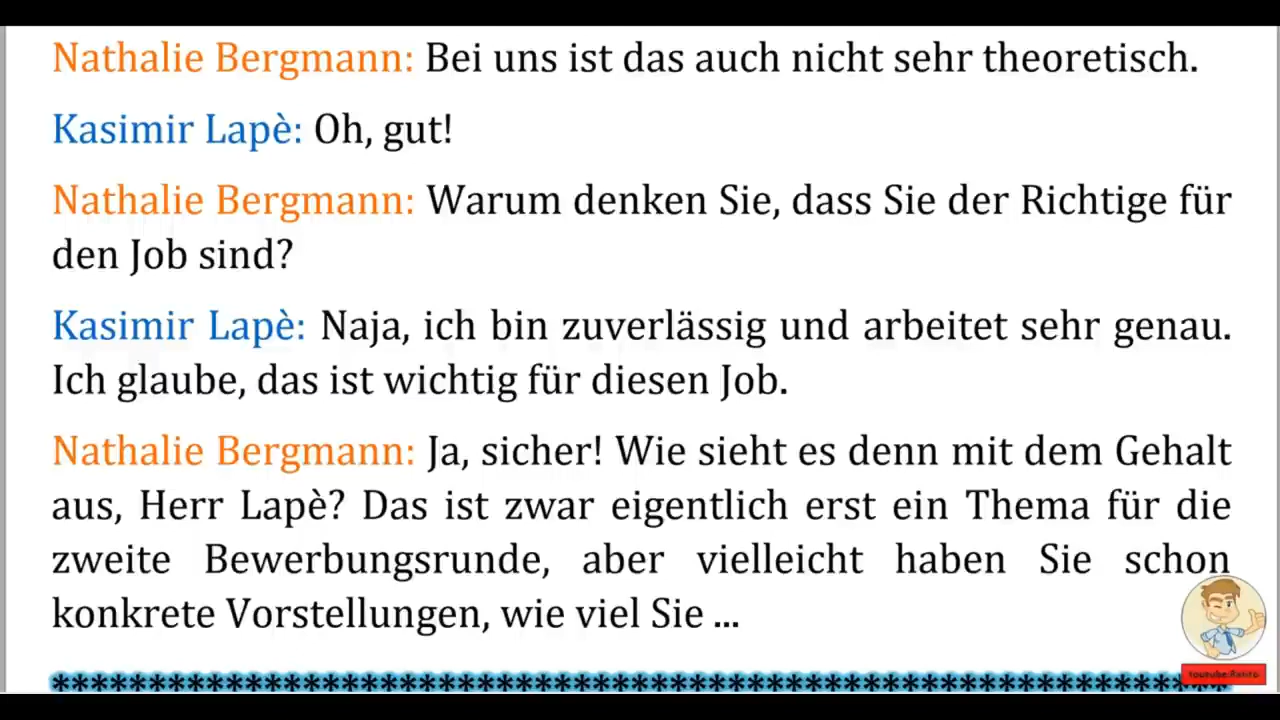 Nathalie Bergmann: Bei uns ist das auch nicht sehr theoretisch.
Kasimir Lapè: Oh, gut!
Nathalie Bergmann: Warum denken Sie, dass Sie der Richtige für
den Job sind?
Kasimir Lapè: Naja, ich bin zuverlässig und arbeitet sehr genau.
Ich glaube, das ist wichtig für diesen Job.
Nathalie Bergmann: Ja, sicher! Wie sieht es denn mit dem Gehalt
aus, Herr Lapè? Das ist zwar eigentlich erst ein Thema für die
zweite Bewerbungsrunde, aber vielleicht haben Sie schon
konkrete Vorstellungen, wie viel Sie ...